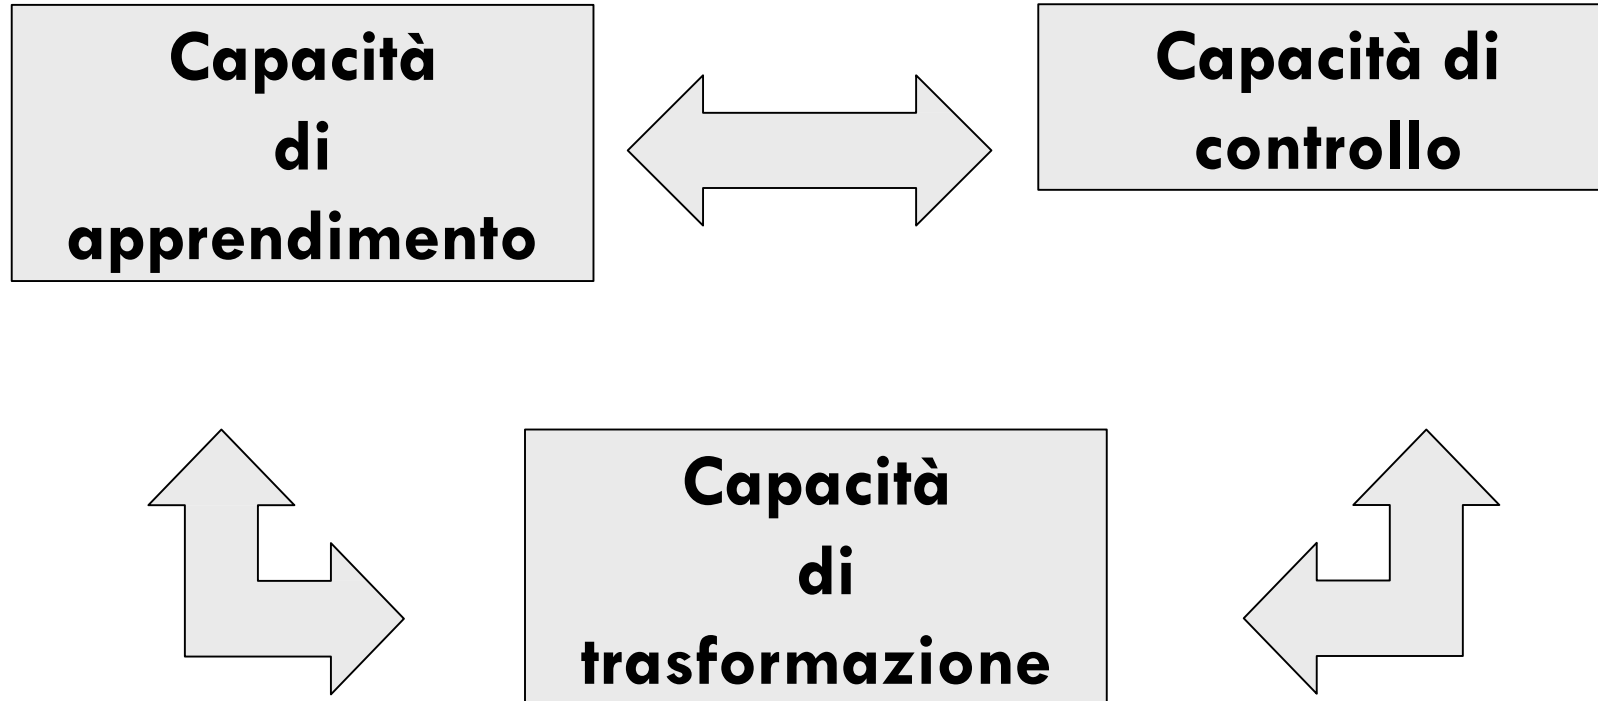 Capacità
di
apprendimento
Capacità di
controllo
Capacità
di
trasformazione